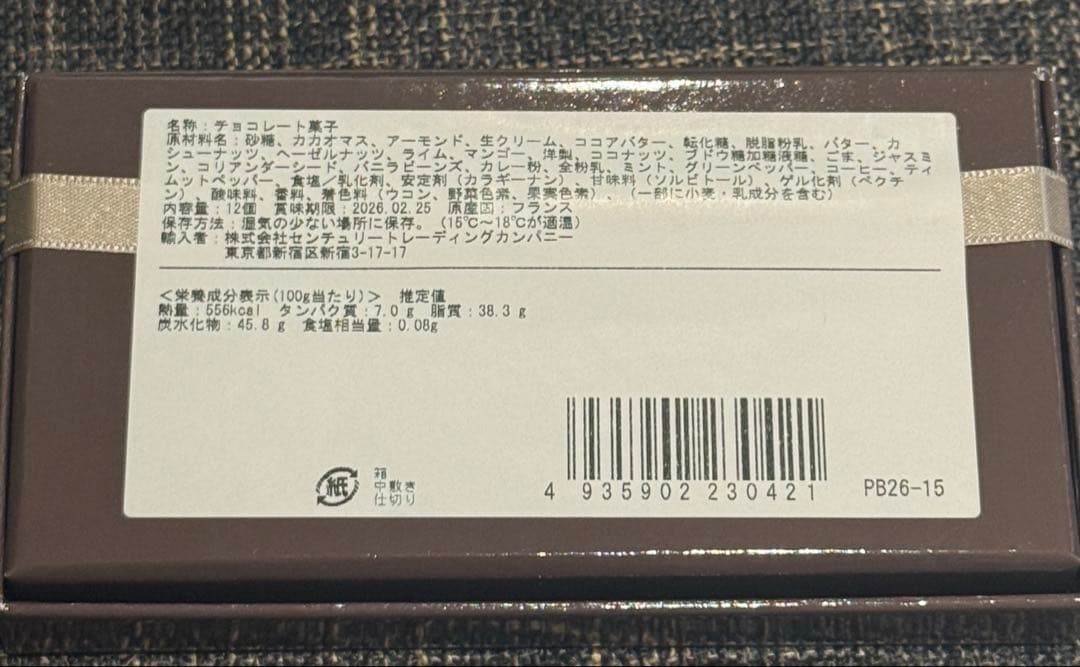 名称：チョコレート菓子
原材料名：砂糖、カカオマス、アーモンド、生クリーム、ココアバター、転化糖、脱脂粉乳、バター、カ
シューナッツ、ヘーゼルナッツ、ライム、マンゴー、洋梨、ココナッツ、ブドウ糖加糖液糖、ごま、ジャスミ
ン、コリアンダーシード、バニラビーンズ、カレー粉、全粉乳、ミント、グリーンペッパー、コーヒー、ティ
ムットペッパー、食塩／乳化剤、安定剤（カラギーナン）、甘味料（ソルビトール）、ゲル化剤（ペクチ
ン）、酸味料、香料、着色料（ウコン、野菜色素、果実色素）、（一部に小麦・乳成分を含む）
内容量：12個 賞味期限：2026.02.25 原産国：フランス
保存方法：湿気の少ない場所に保存。（15℃～18℃が適温）
輸入者：株式会社センチュリートレーディングカンパニー
東京都新宿区新宿3-17-17
＜栄養成分表示(100g当たり)＞ 推定値
熱量：556kcal タンパク質：7.0ｇ 脂質：38.3ｇ
炭水化物：45.8ｇ 食塩相当量：0.08g
紙
箱
中敷き
仕切り
4 935902 230421
PB26-15